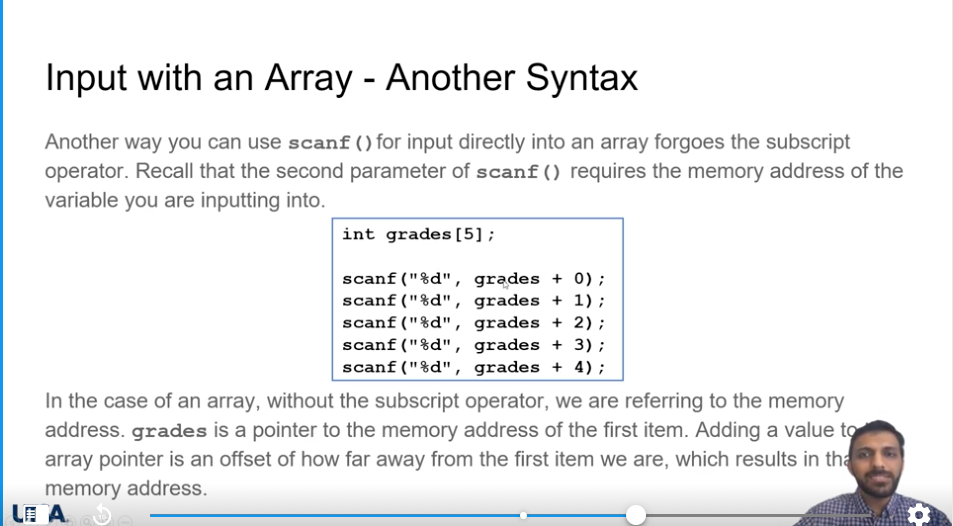 Input with an Array - Another Syntax
Another way you can use scanf()for input directly into an array forgoes the subscript
operator. Recall that the second parameter of scanf() requires the memory address of the
variable you are inputting into.
int grades[5];
scanf("%d", grades + 0);
scanf("%d", grades + 1);
scanf("%d", grades + 2);
scanf("%d", grades + 3);
scanf("%d", grades + 4);
In the case of an array, without the subscript operator, we are referring to the memory
address. grades is a pointer to the memory address of the first item. Adding a value to
array pointer is an offset of how far away from the first item we are, which results in
memory address.